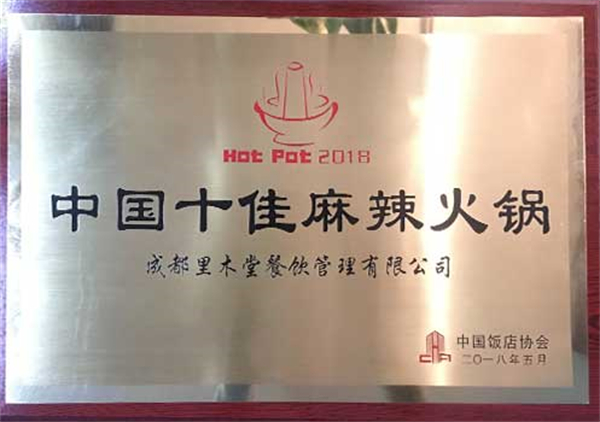 Hot Pot 2018
中国十佳麻辣火锅
成都里木堂餐饮管理有限公司
CHA
中国饭店协会
二〇一八年五月